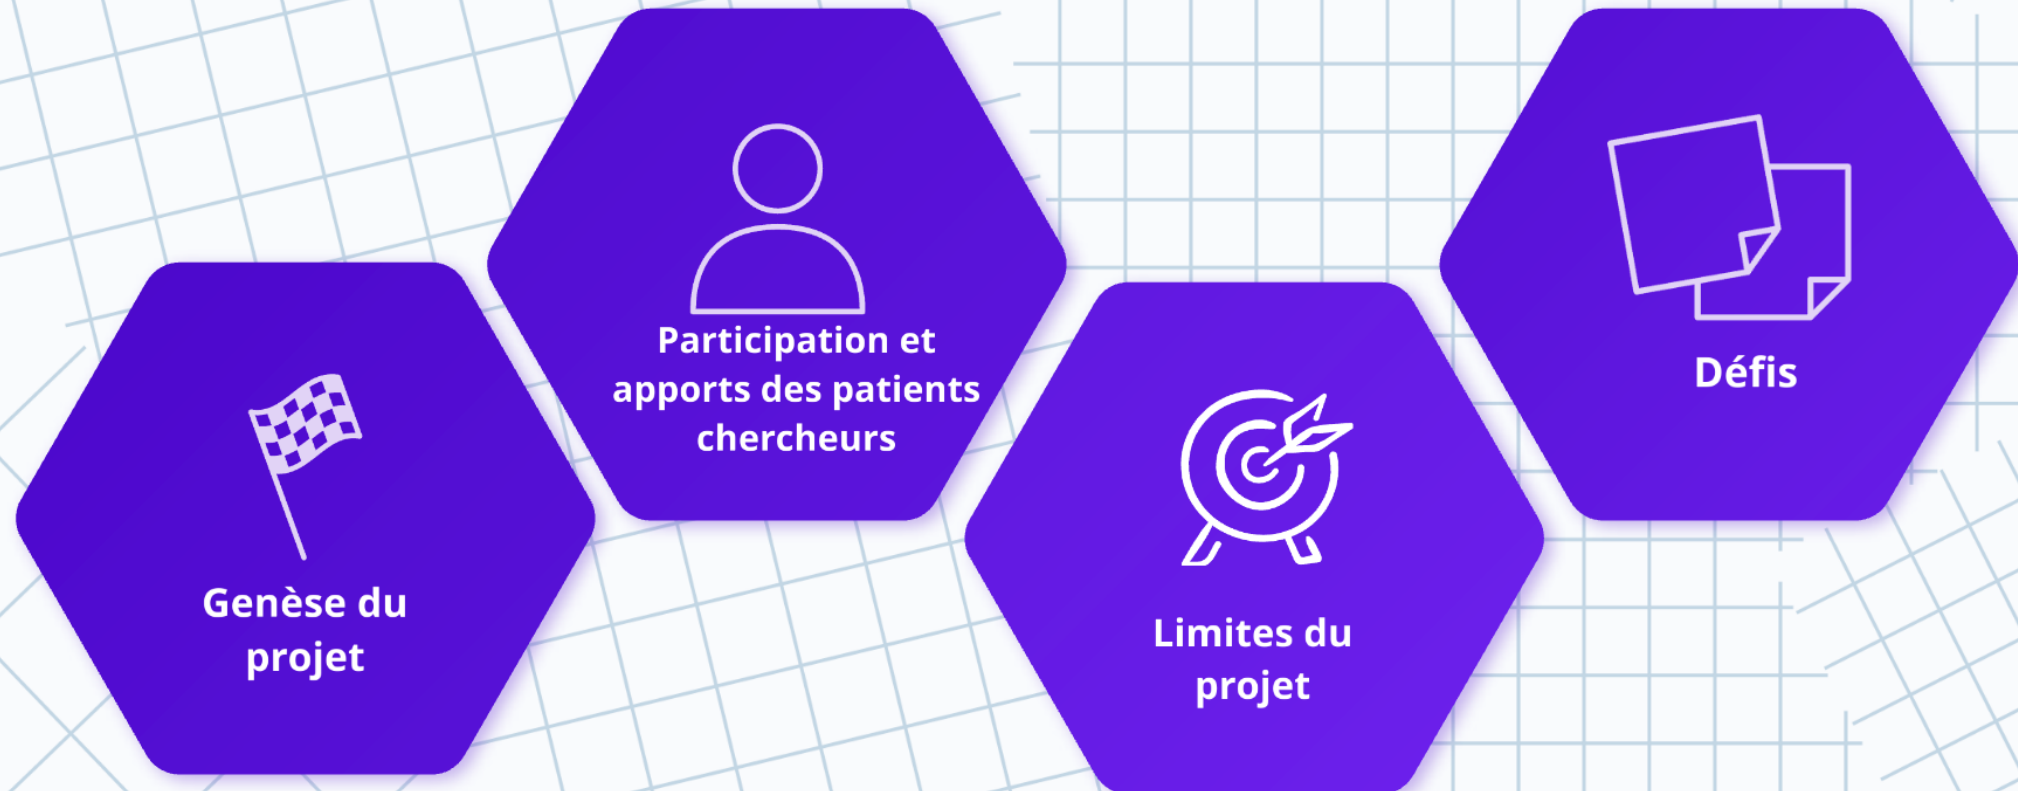 Genèse du
projet
Participation et
apports des patients
chercheurs
Limites du
projet
Défis